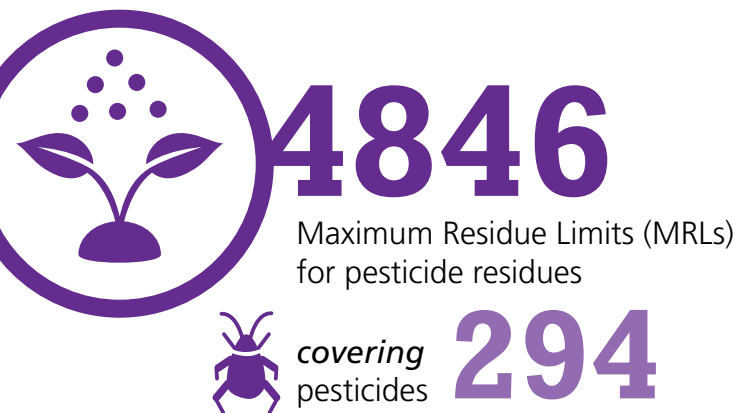 4846
Maximum Residue Limits (MRLs)
for pesticide residues
covering
pesticides 294